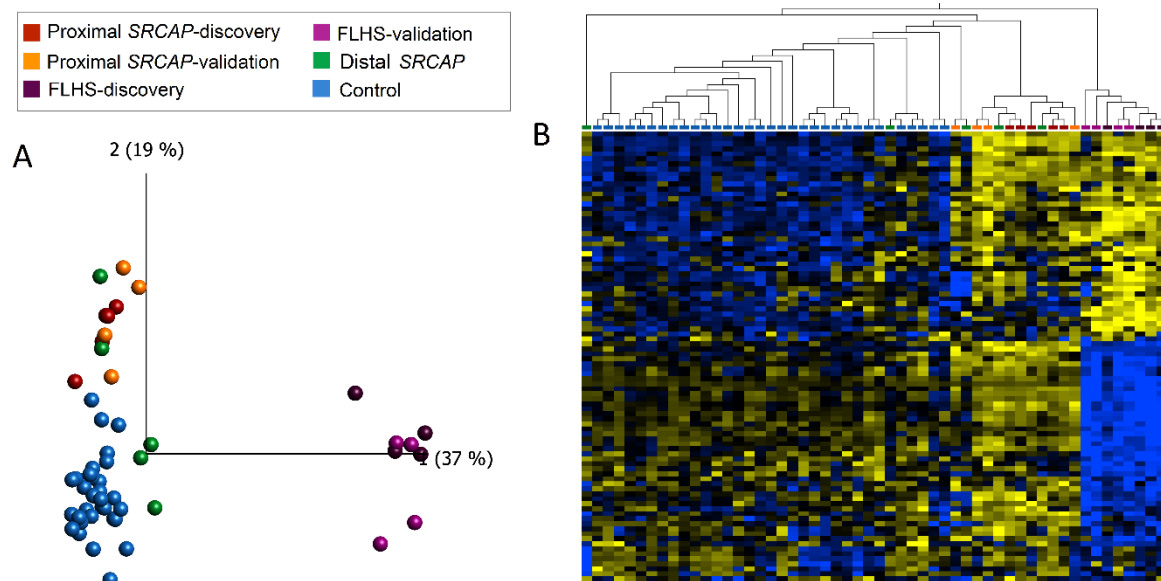 Proximal SRCAP-discovery
FLHS-validation
Proximal SRCAP-validation
Distal SRCAP
FLHS-discovery
Control
A
2 (19 %)
1 (37 %)
B